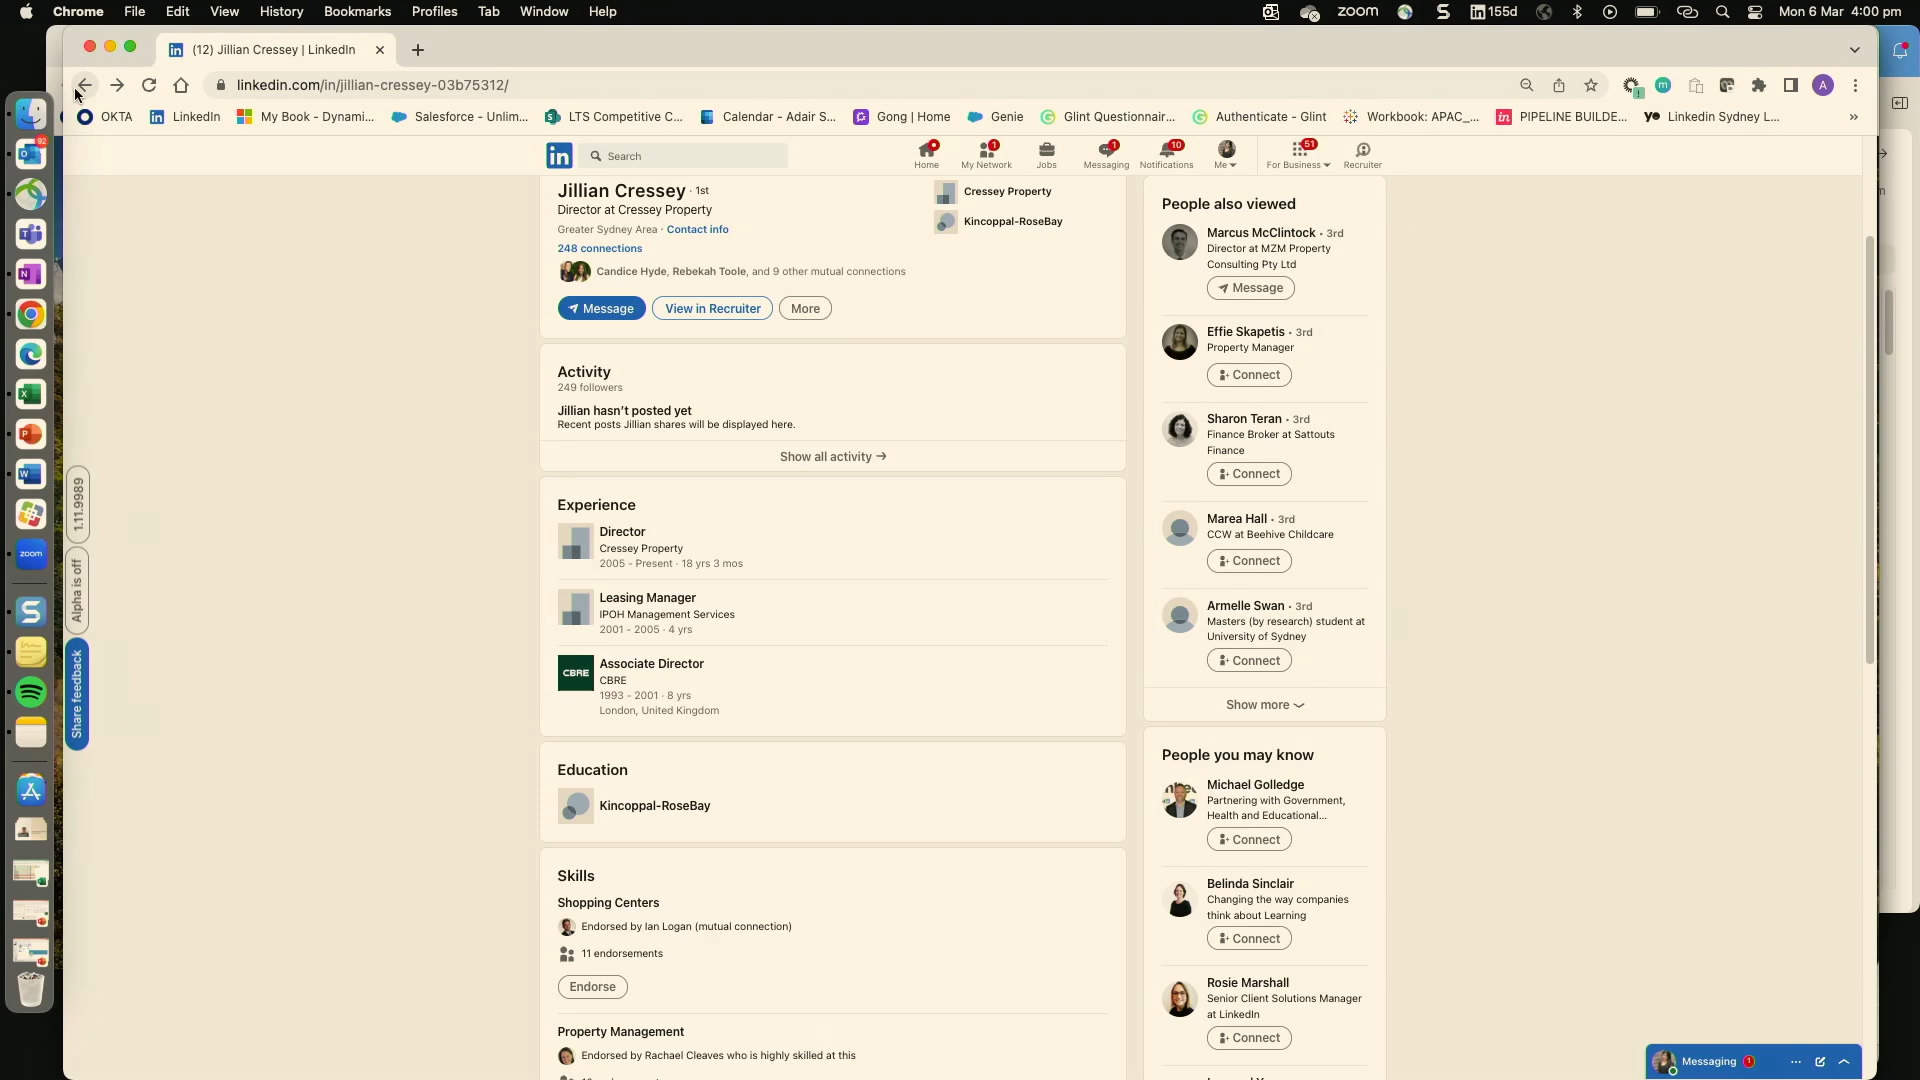 Chrome File Edit View History Bookmarks Profiles Tab Window Help
zoom 155d Mon 6 Mar 4:00 pm
(12) Jillian Cressey | LinkedIn
linkedin.com/in/jillian-cressey-03b75312/
OKTA LinkedIn My Book - Dynami... Salesforce - Unlim... LTS Competitive C... Calendar - Adair S... Gong | Home Genie Glint Questionnair... Authenticate - Glint Workbook: APAC_... PIPELINE BUILDE... Linkedin Sydney L...
Search
Home My Network Jobs Messaging Notifications Me For Business Recruiter
1 1 10 51
92
Jillian Cressey · 1st
Director at Cressey Property
Greater Sydney Area · Contact info
248 connections
Candice Hyde, Rebekah Toole, and 9 other mutual connections
Message View in Recruiter More
Cressey Property
Kincoppal-RoseBay
Activity
249 followers
Jillian hasn't posted yet
Recent posts Jillian shares will be displayed here.
Show all activity →
Experience
Director
Cressey Property
2005 - Present · 18 yrs 3 mos
Leasing Manager
IPOH Management Services
2001 - 2005 · 4 yrs
CBRE
Associate Director
CBRE
1993 - 2001 · 8 yrs
London, United Kingdom
Education
Kincoppal-RoseBay
Skills
Shopping Centers
Endorsed by Ian Logan (mutual connection)
11 endorsements
Endorse
Property Management
Endorsed by Rachael Cleaves who is highly skilled at this
People also viewed
Marcus McClintock · 3rd
Director at MZM Property
Consulting Pty Ltd
Message
Effie Skapetis · 3rd
Property Manager
Connect
Sharon Teran · 3rd
Finance Broker at Sattouts
Finance
Connect
Marea Hall · 3rd
CCW at Beehive Childcare
Connect
Armelle Swan · 3rd
Masters (by research) student at
University of Sydney
Connect
Show more
People you may know
Michael Golledge
Partnering with Government,
Health and Educational...
Connect
Belinda Sinclair
Changing the way companies
think about Learning
Connect
Rosie Marshall
Senior Client Solutions Manager
at LinkedIn
Connect
Messaging 1
1.11.9989
Alpha is off
Share feedback
zoom